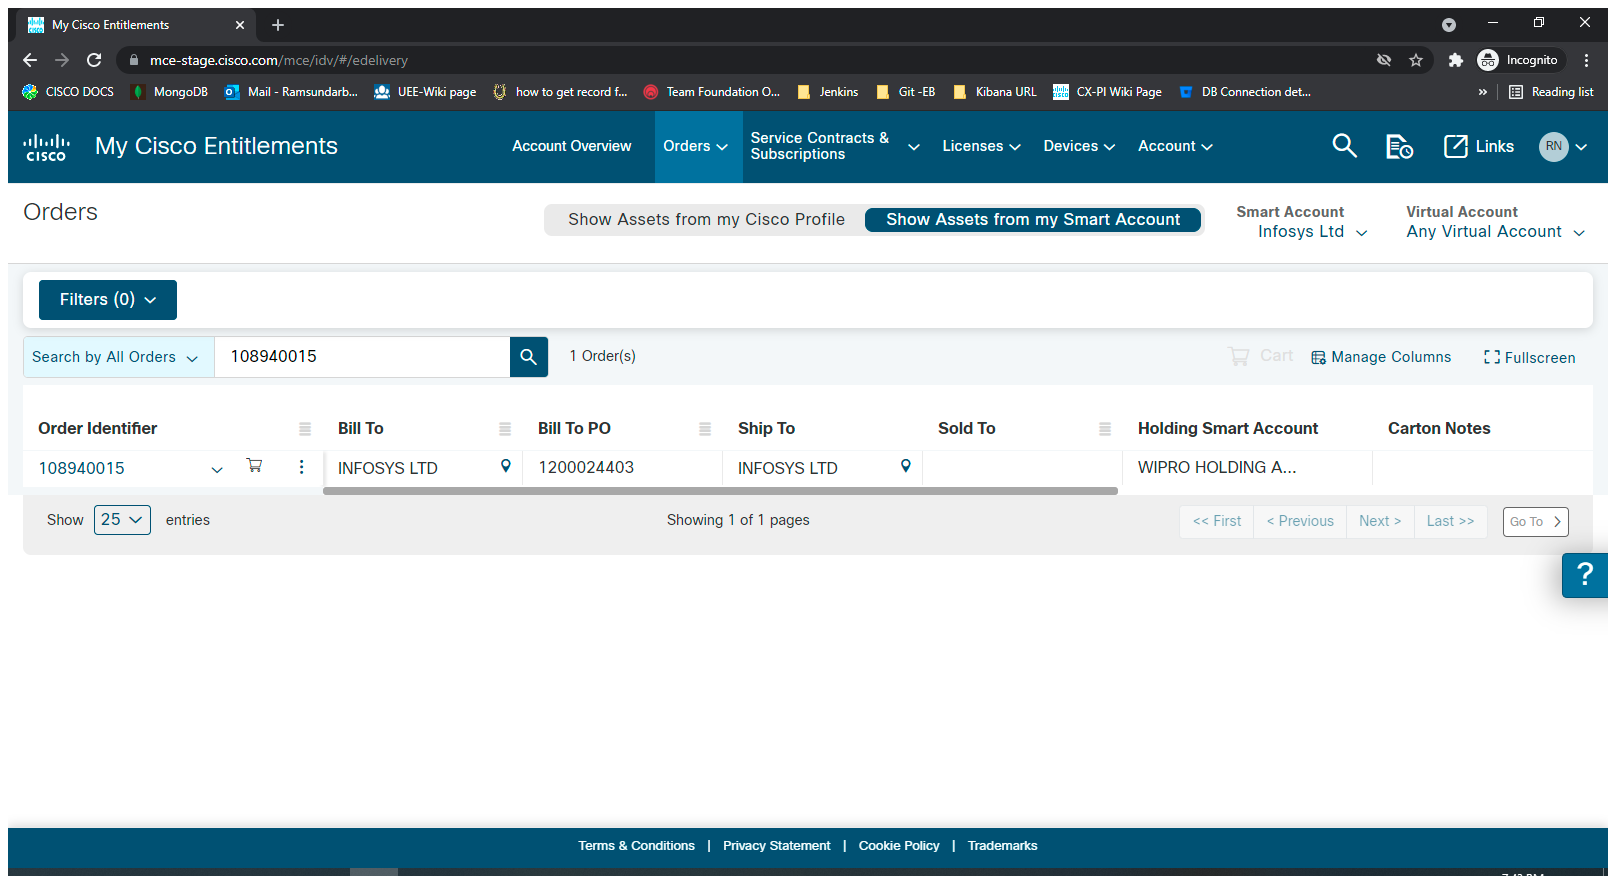 My Cisco Entitlements
mce-stage.cisco.com/mce/idv/#/edelivery
Incognito
CISCO DOCS MongoDB Mail - Ramsundarb... UEE-Wiki page how to get record f... Team Foundation O... Jenkins Git -EB Kibana URL CX-PI Wiki Page DB Connection det... » Reading list
CISCO My Cisco Entitlements Account Overview Orders Service Contracts & Subscriptions Licenses Devices Account Links RN
Orders
Show Assets from my Cisco Profile Show Assets from my Smart Account
Smart Account Virtual Account
Infosys Ltd Any Virtual Account
Filters (0)
Search by All Orders 108940015 1 Order(s) Cart Manage Columns Fullscreen
Order Identifier Bill To Bill To PO Ship To Sold To Holding Smart Account Carton Notes
108940015 INFOSYS LTD 1200024403 INFOSYS LTD WIPRO HOLDING A...
Show 25 entries Showing 1 of 1 pages << First < Previous Next > Last >> Go To >
?
Terms & Conditions | Privacy Statement | Cookie Policy | Trademarks